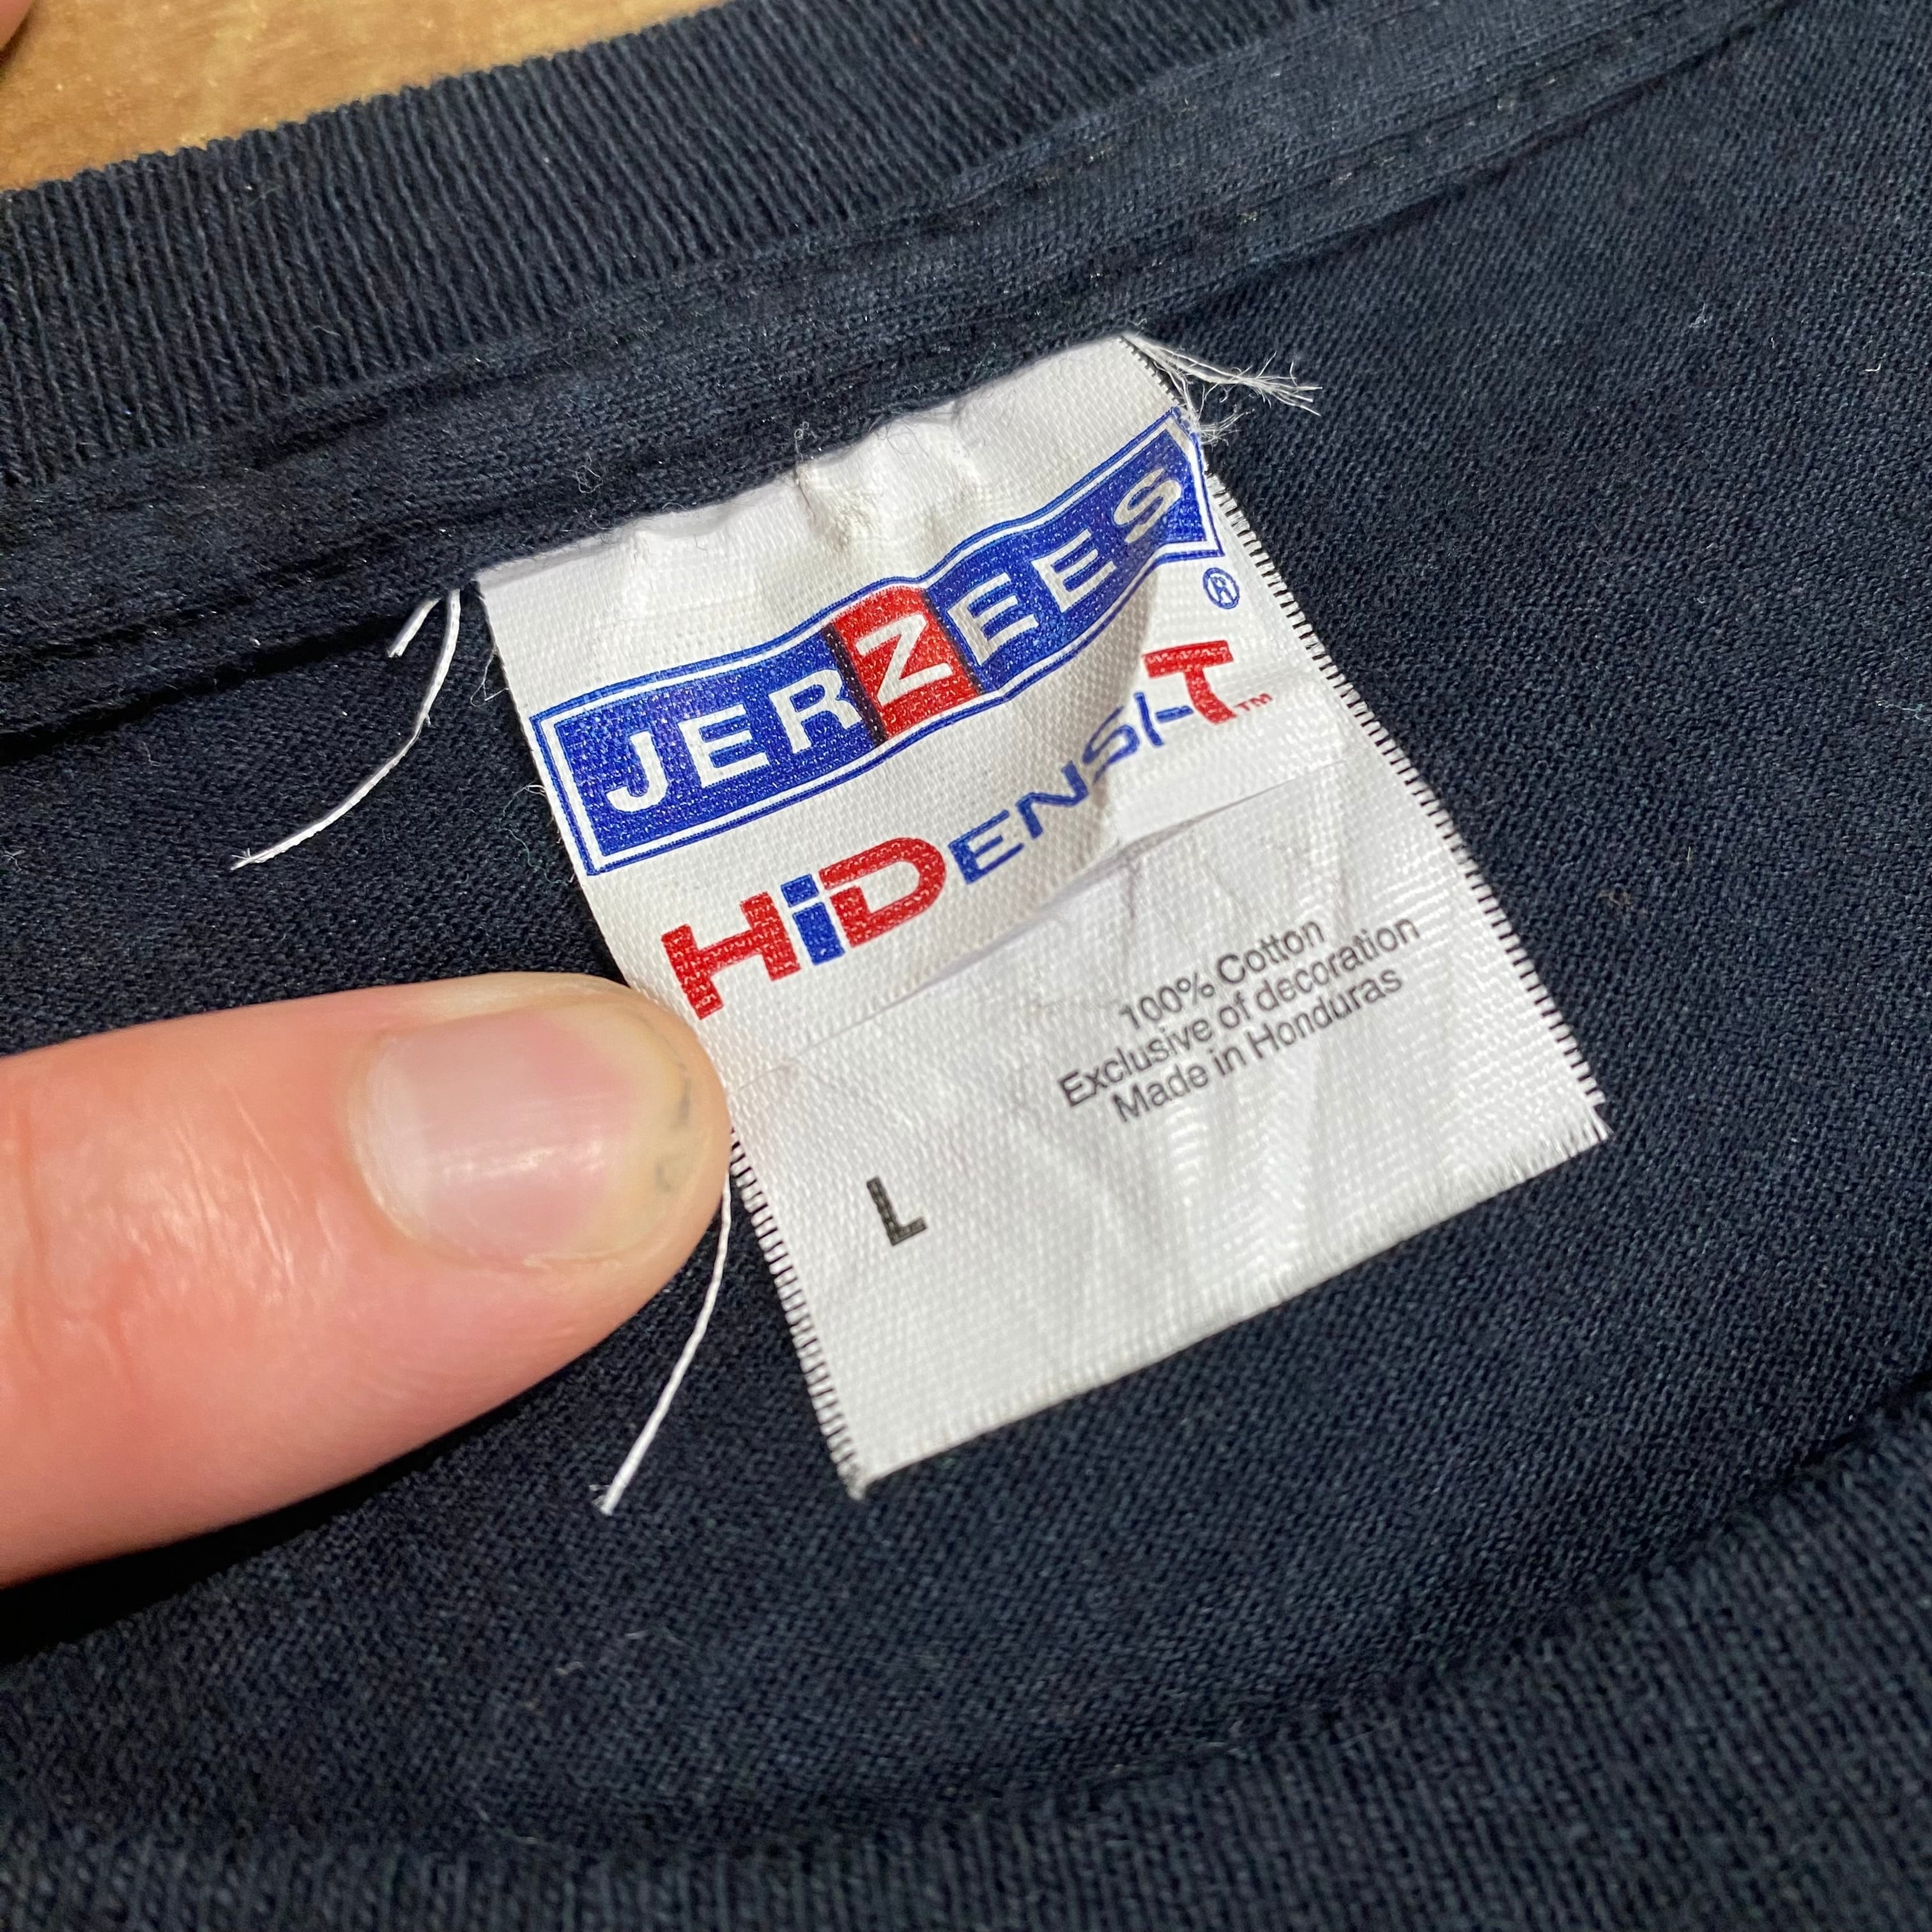 JERZEES®
HiDENSI-T™
100% Cotton
Exclusive of decoration
Made in Honduras
L